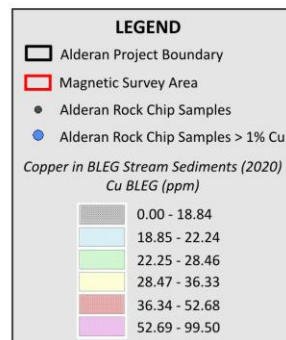 LEGEND
Alderan Project Boundary
Magnetic Survey Area
Alderan Rock Chip Samples
Alderan Rock Chip Samples > 1% Cu
Copper in BLEG Stream Sediments (2020)
Cu BLEG (ppm)
0.00 - 18.84
18.85 - 22.24
22.25 - 28.46
28.47 - 36.33
36.34 - 52.68
52.69 - 99.50